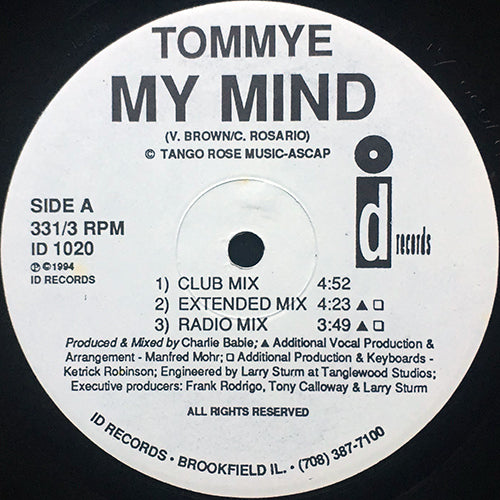 TOMMYE
MY MIND
(V. BROWN/C. ROSARIO)
© TANGO ROSE MUSIC-ASCAP
id records
SIDE A
331/3 RPM
ID 1020
℗ ©1994
ID RECORDS
1) CLUB MIX 4:52
2) EXTENDED MIX 4:23 ▲ ❏
3) RADIO MIX 3:49 ▲ ❏
Produced & Mixed by Charlie Babie; ▲ Additional Vocal Production &
Arrangement - Manfred Mohr; ❏ Additional Production & Keyboards -
Ketrick Robinson; Engineered by Larry Sturm at Tanglewood Studios;
Executive producers: Frank Rodrigo, Tony Calloway & Larry Sturm
ALL RIGHTS RESERVED
ID RECORDS • BROOKFIELD IL. • (708) 387-7100